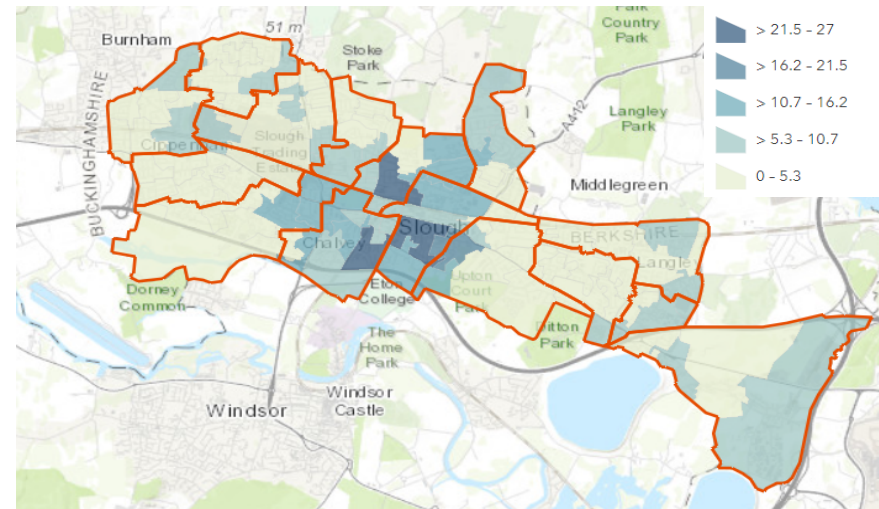 51 m
Burnham
Stoke
Park
BUCKINGHAMSHIRE
Slough
Trading
Estate
A412
Park
Country
Park
Langley
Park
Middlegreen
Slough
BERKSHIRE
Chalvey
Upton
Court
Park
Eton
College
Dorney
Common
Ditton
Park
The
Home
Park
Windsor
Windsor
Castle
> 21.5 - 27
> 16.2 - 21.5
> 10.7 - 16.2
> 5.3 - 10.7
0 - 5.3